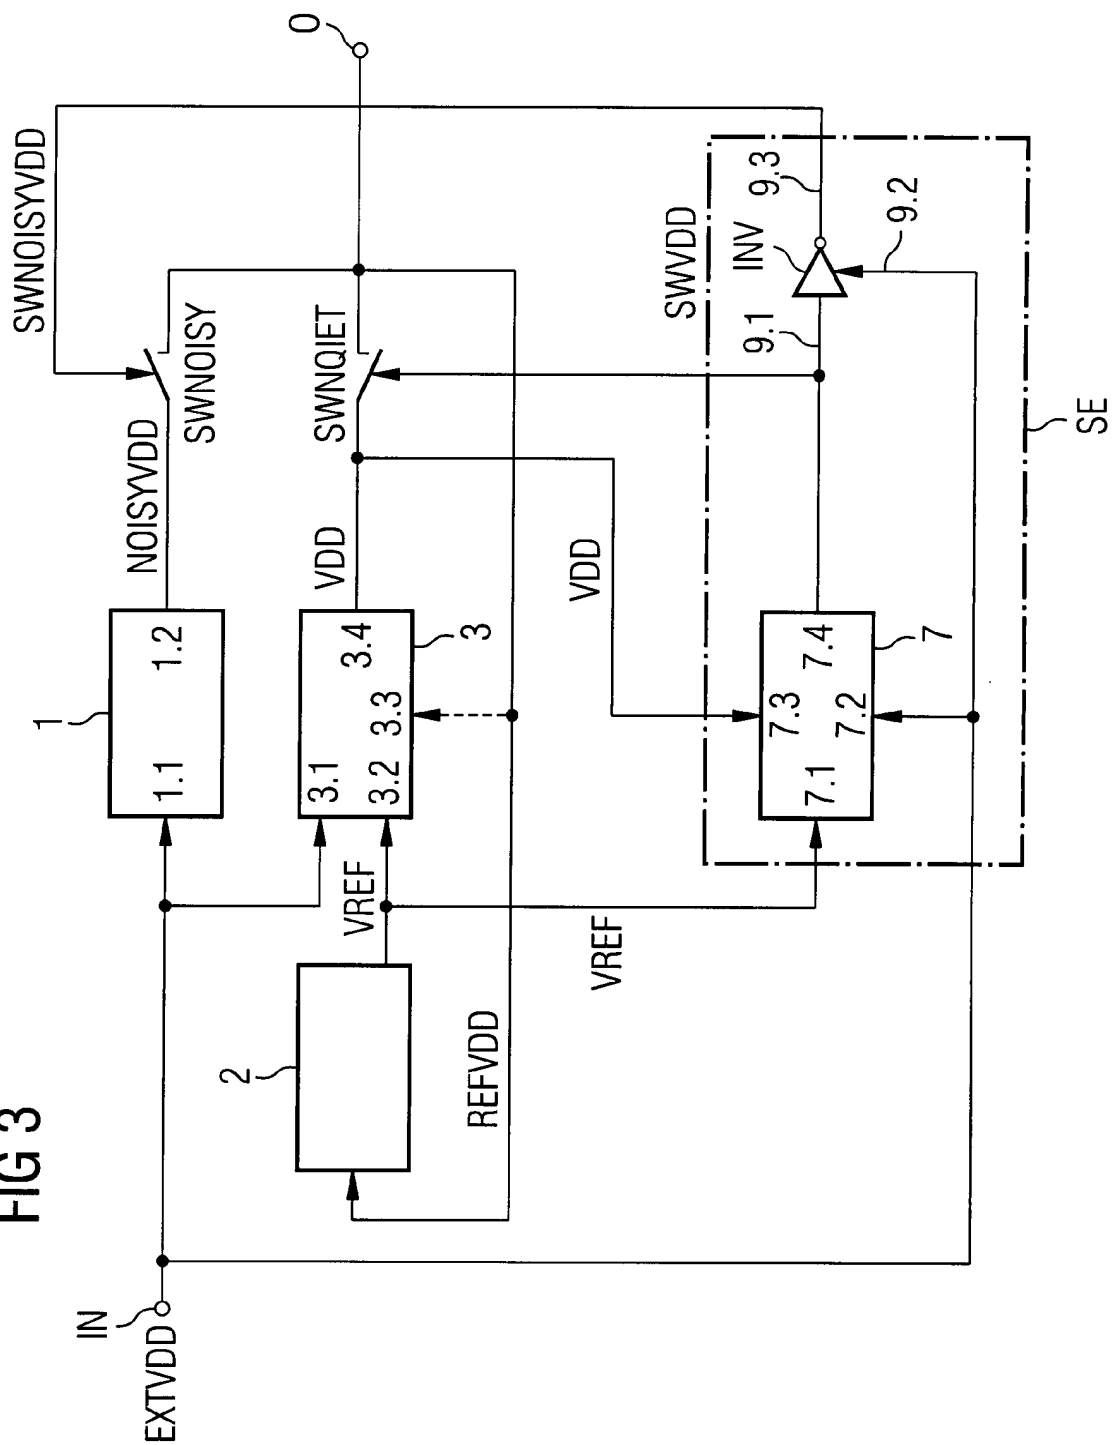 FIG 3
IN
EXTVDD
1
1.1
1.2
NOISYVDD
SWNOISY
SWNOISYVDD
O
2
REFVDD
VREF
3.1
3.2
3.3
3.4
3
VDD
SWNQIET
VREF
VDD
7.1
7.2
7.3
7.4
7
SWVDD
9.1
INV
9.2
9.3
SE